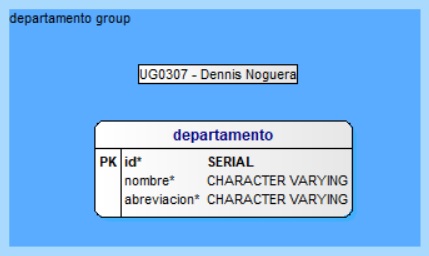 departamento group
UG0307 - Dennis Noguera
departamento
PK id* SERIAL
nombre* CHARACTER VARYING
abreviacion* CHARACTER VARYING